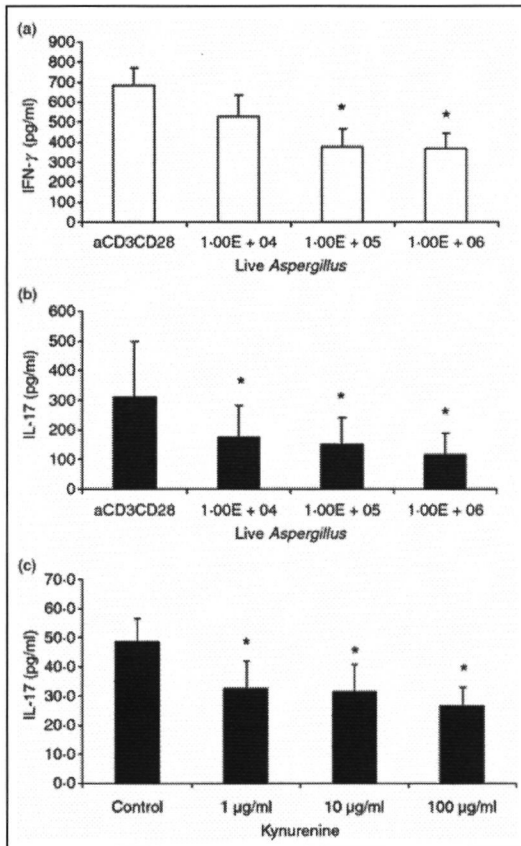 (a)
IFN-γ (pg/ml)
900
800
700
600
500
400
300
200
100
0
*
*
aCD3CD28
1·00E + 04
1·00E + 05
1·00E + 06
Live Aspergillus
(b)
IL-17 (pg/ml)
600
500
400
300
200
100
0
*
*
*
aCD3CD28
1·00E + 04
1·00E + 05
1·00E + 06
Live Aspergillus
(c)
IL-17 (pg/ml)
70·0
60·0
50·0
40·0
30·0
20·0
10·0
0·0
*
*
*
Control
1 µg/ml
10 µg/ml
100 µg/ml
Kynurenine